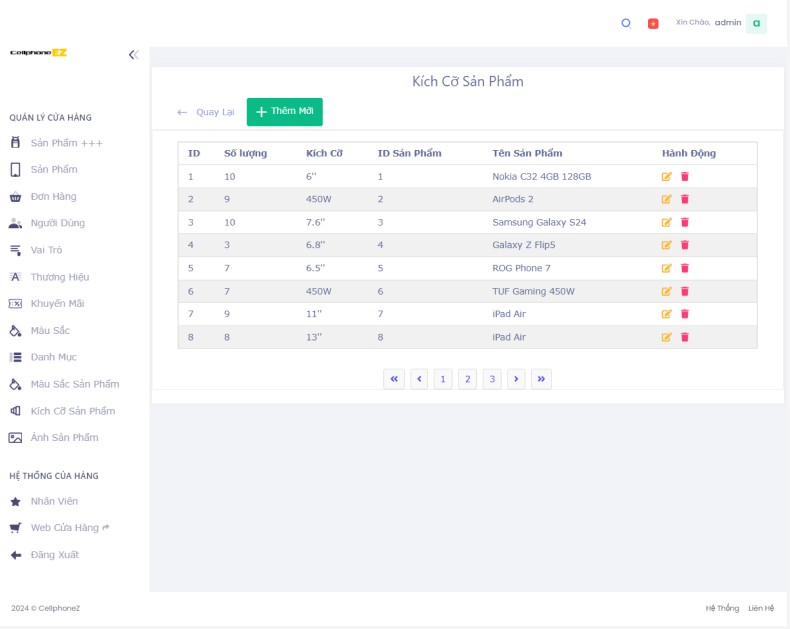 Xin Chào, admin a
Cellphone EZ
Kích Cỡ Sản Phẩm
← Quay Lại + Thêm Mới
QUẢN LÝ CỬA HÀNG
Sản Phẩm +++
Sản Phẩm
Đơn Hàng
Người Dùng
Vai Trò
Thương Hiệu
Khuyến Mãi
Màu Sắc
Danh Mục
Màu Sắc Sản Phẩm
Kích Cỡ Sản Phẩm
Ảnh Sản Phẩm
HỆ THỐNG CỦA HÀNG
Nhân Viên
Web Cửa Hàng
Đăng Xuất
ID Số lượng Kích Cỡ ID Sản Phẩm Tên Sản Phẩm Hành Động
1 10 6'' 1 Nokia C32 4GB 128GB
2 9 450W 2 AirPods 2
3 10 7.6'' 3 Samsung Galaxy S24
4 3 6.8'' 4 Galaxy Z Flip5
5 7 6.5'' 5 ROG Phone 7
6 7 450W 6 TUF Gaming 450W
7 9 11'' 7 iPad Air
8 8 13'' 8 iPad Air
« ‹ 1 2 3 › »
2024 © CellphoneZ
Hệ Thống Liên Hệ